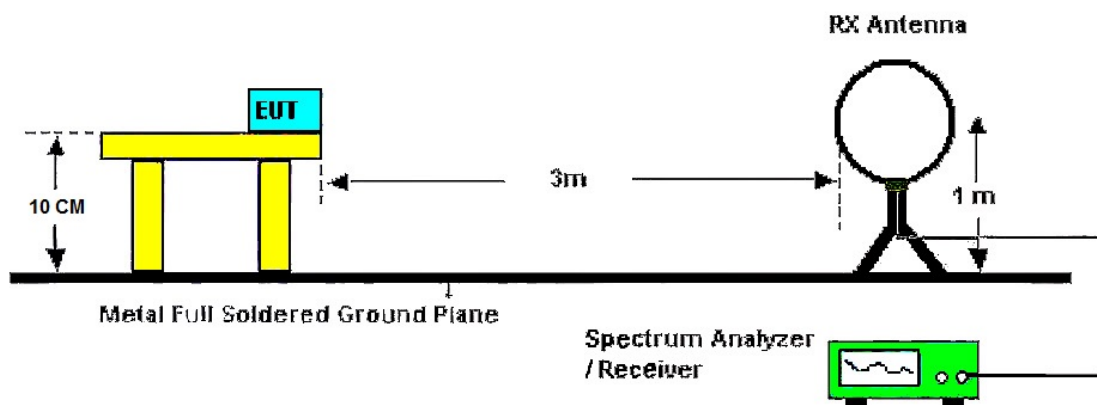 RX Antenna
EUT
3m
10 CM
1 m
Metal Full Soldered Ground Plane
Spectrum Analyzer
/ Receiver